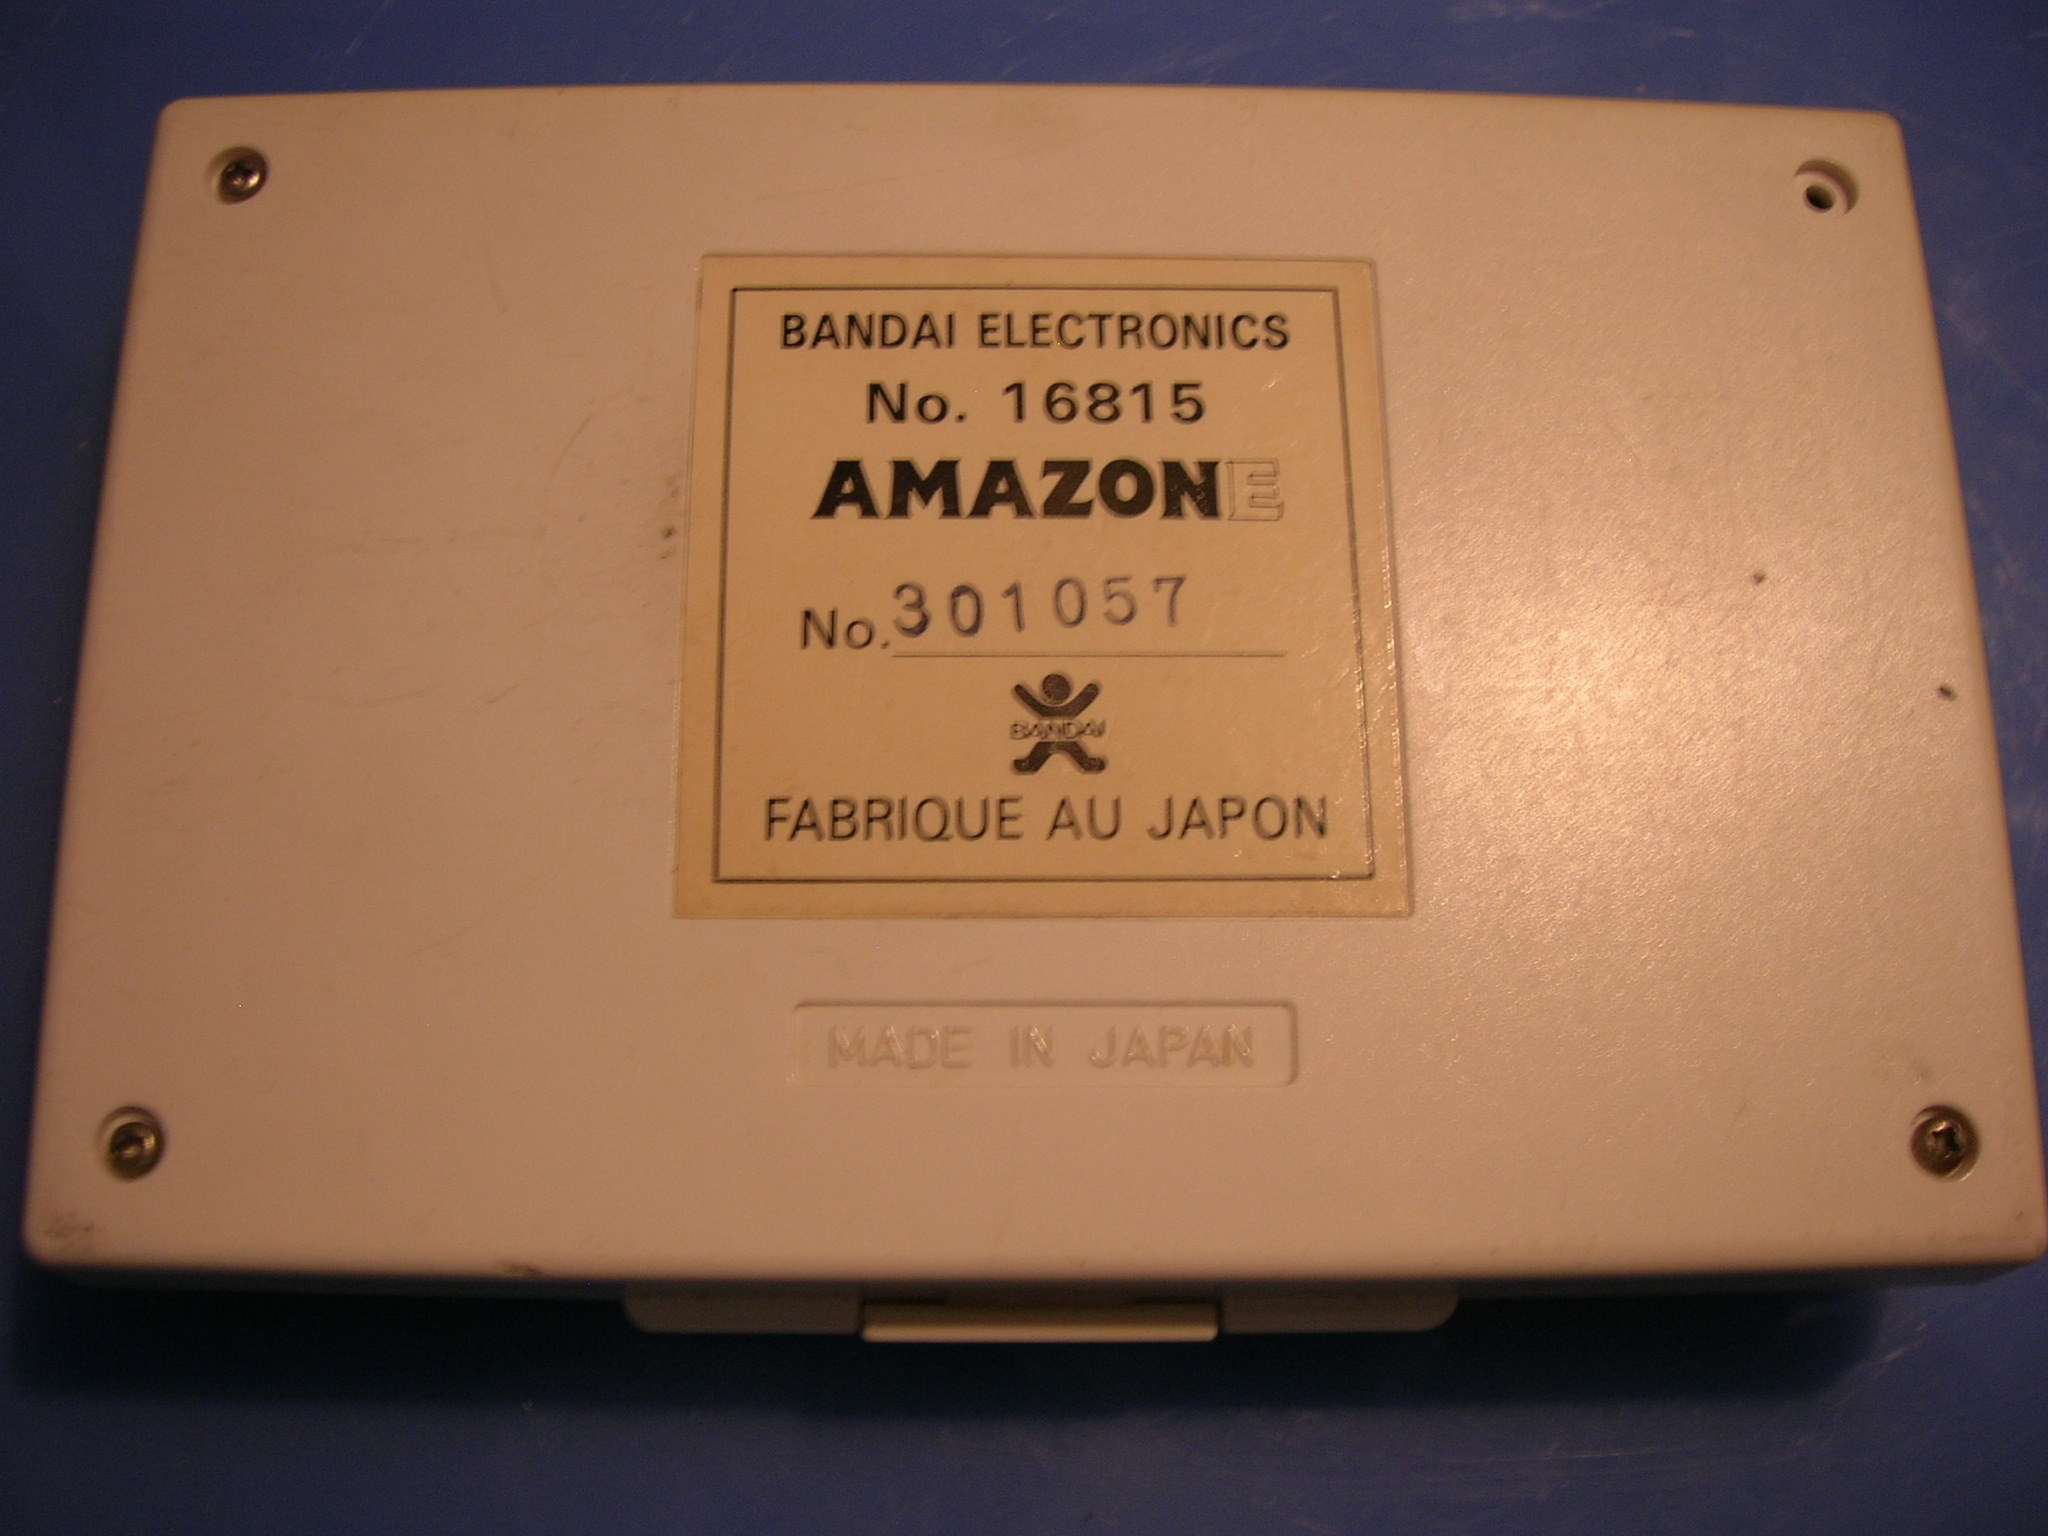 BANDAI ELECTRONICS
No. 16815
AMAZONE
No. 301057
BANDAI
FABRIQUE AU JAPON
MADE IN JAPAN